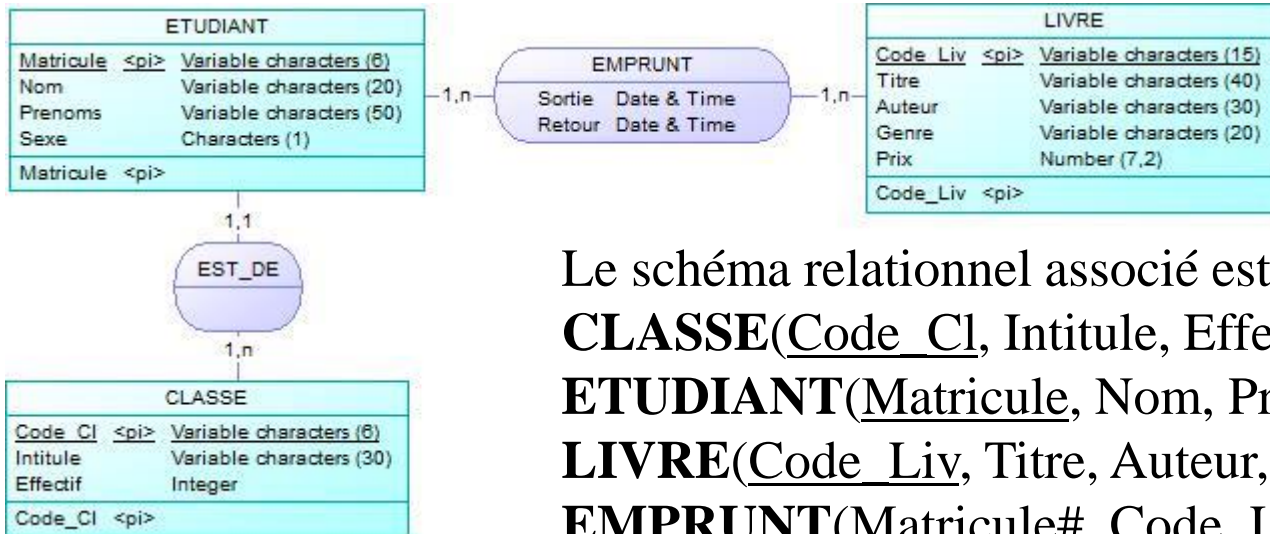 ETUDIANT
Matricule <pi> Variable characters (6)
Nom Variable characters (20)
Prenoms Variable characters (50)
Sexe Characters (1)
Matricule <pi>
1,n
EMPRUNT
Sortie Date & Time
Retour Date & Time
1,n
LIVRE
Code_Liv <pi> Variable characters (15)
Titre Variable characters (40)
Auteur Variable characters (30)
Genre Variable characters (20)
Prix Number (7,2)
Code_Liv <pi>
1,1
EST_DE
1,n
CLASSE
Code_Cl <pi> Variable characters (6)
Intitule Variable characters (30)
Effectif Integer
Code_Cl <pi>
Le schéma relationnel associé est
CLASSE(Code_Cl, Intitule, Effe
ETUDIANT(Matricule, Nom, Pr
LIVRE(Code_Liv, Titre, Auteur,
EMPRUNT(Matricule#, Code_L